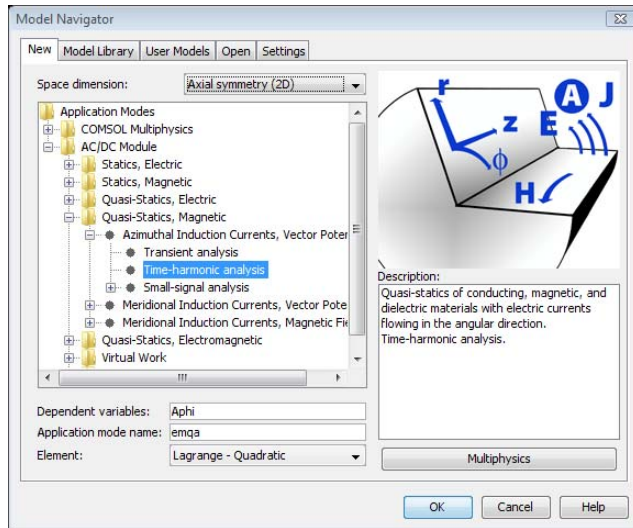 Model Navigator
New
Model Library
User Models
Open
Settings
Space dimension:
Axial symmetry (2D)
Application Modes
COMSOL Multiphysics
AC/DC Module
Statics, Electric
Statics, Magnetic
Quasi-Statics, Electric
Quasi-Statics, Magnetic
Azimuthal Induction Currents, Vector Poter
Transient analysis
Time-harmonic analysis
Small-signal analysis
Meridional Induction Currents, Vector Pote
Meridional Induction Currents, Magnetic Fie
Quasi-Statics, Electromagnetic
Virtual Work
Dependent variables:
Aphi
Application mode name:
emqa
Element:
Lagrange - Quadratic
r
z
ϕ
A
J
E
H
Description:
Quasi-statics of conducting, magnetic, and
dielectric materials with electric currents
flowing in the angular direction.
Time-harmonic analysis.
Multiphysics
OK
Cancel
Help